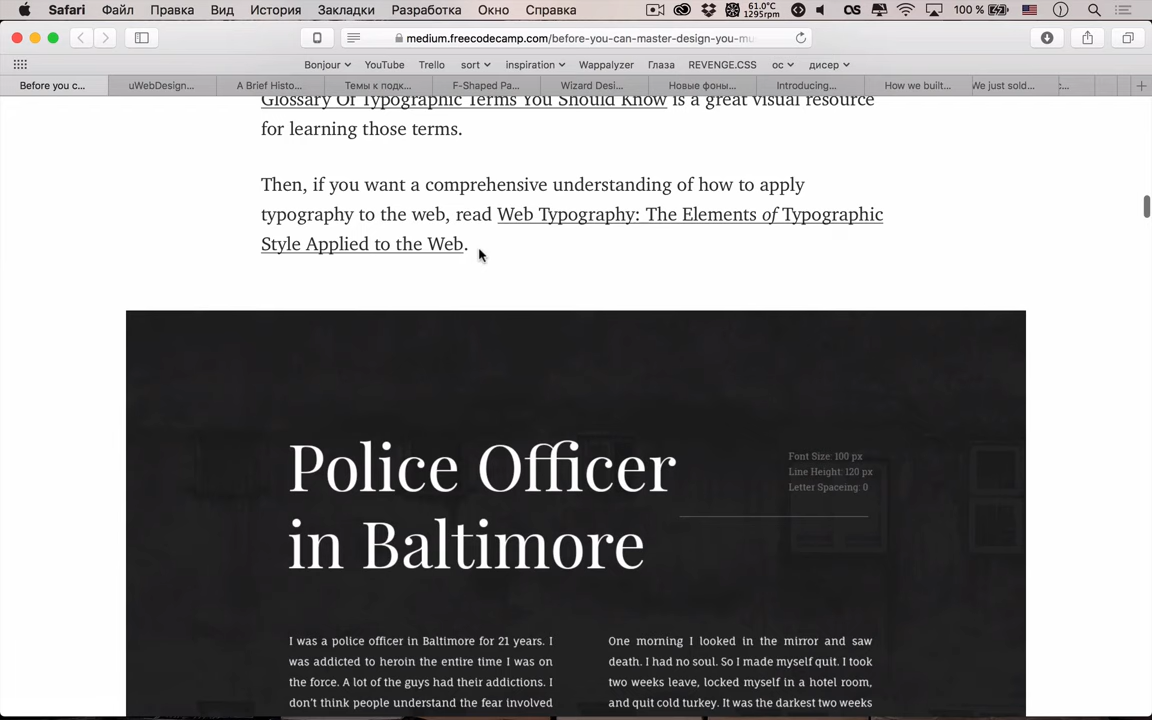 Safari Файл Правка Вид История Закладки Разработка Окно Справка 61.0°C 1295rpm 100 %
medium.freecodecamp.com/before-you-can-master-design-you-mu
Bonjour YouTube Trello sort inspiration Wappalyzer Глаза REVENGE.CSS ос дисер
Before you c... uWebDesign... A Brief Histo... Темы к подк... F-Shaped Pa... Wizard Desi... Новые фоны... Introducing... How we built... We just sold...
Glossary Of Typographic Terms You Should Know is a great visual resource
for learning those terms.
Then, if you want a comprehensive understanding of how to apply
typography to the web, read Web Typography: The Elements of Typographic
Style Applied to the Web.
Police Officer
in Baltimore
Font Size: 100 px
Line Height: 120 px
Letter Spaceing: 0
I was a police officer in Baltimore for 21 years. I
was addicted to heroin the entire time I was on
the force. A lot of the guys had their addictions. I
don't think people understand the fear involved
One morning I looked in the mirror and saw
death. I had no soul. So I made myself quit. I took
two weeks leave, locked myself in a hotel room,
and quit cold turkey. It was the darkest two weeks